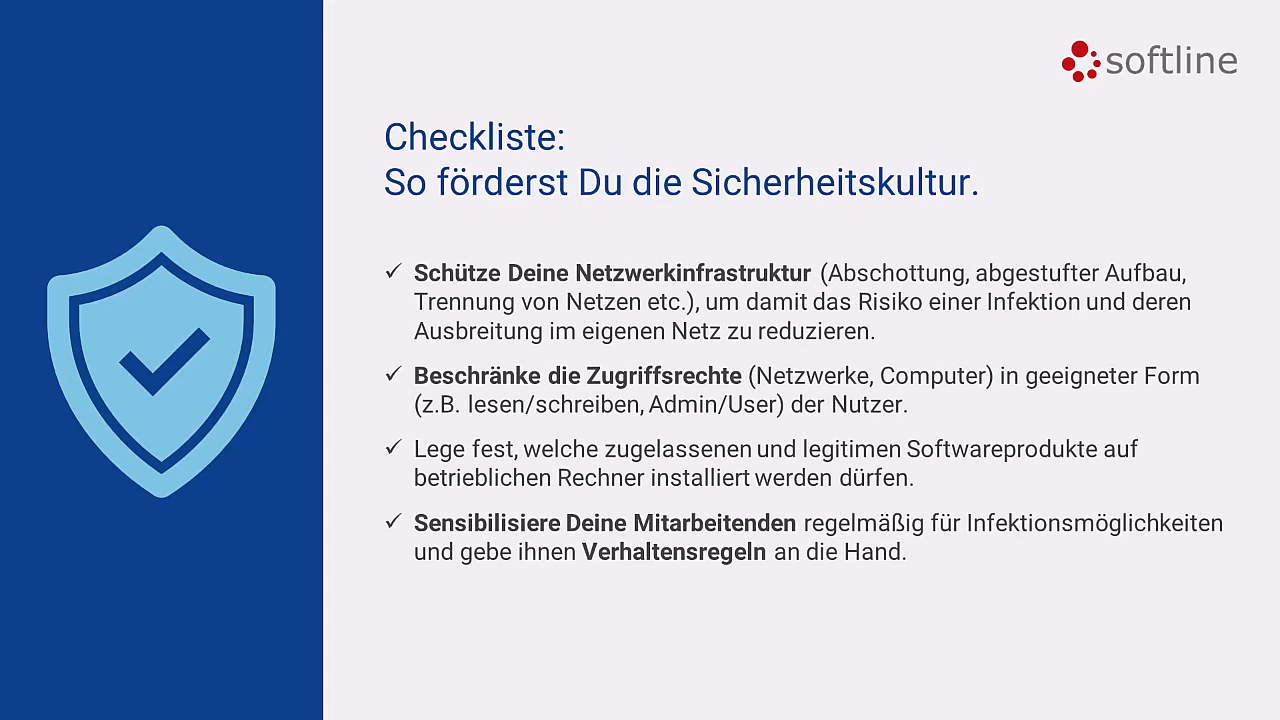 softline
Checkliste:
So förderst Du die Sicherheitskultur.
✓ Schütze Deine Netzwerkinfrastruktur (Abschottung, abgestufter Aufbau,
Trennung von Netzen etc.), um damit das Risiko einer Infektion und deren
Ausbreitung im eigenen Netz zu reduzieren.
✓ Beschränke die Zugriffsrechte (Netzwerke, Computer) in geeigneter Form
(z.B. lesen/schreiben, Admin/User) der Nutzer.
✓ Lege fest, welche zugelassenen und legitimen Softwareprodukte auf
betrieblichen Rechner installiert werden dürfen.
✓ Sensibilisiere Deine Mitarbeitenden regelmäßig für Infektionsmöglichkeiten
und gebe ihnen Verhaltensregeln an die Hand.